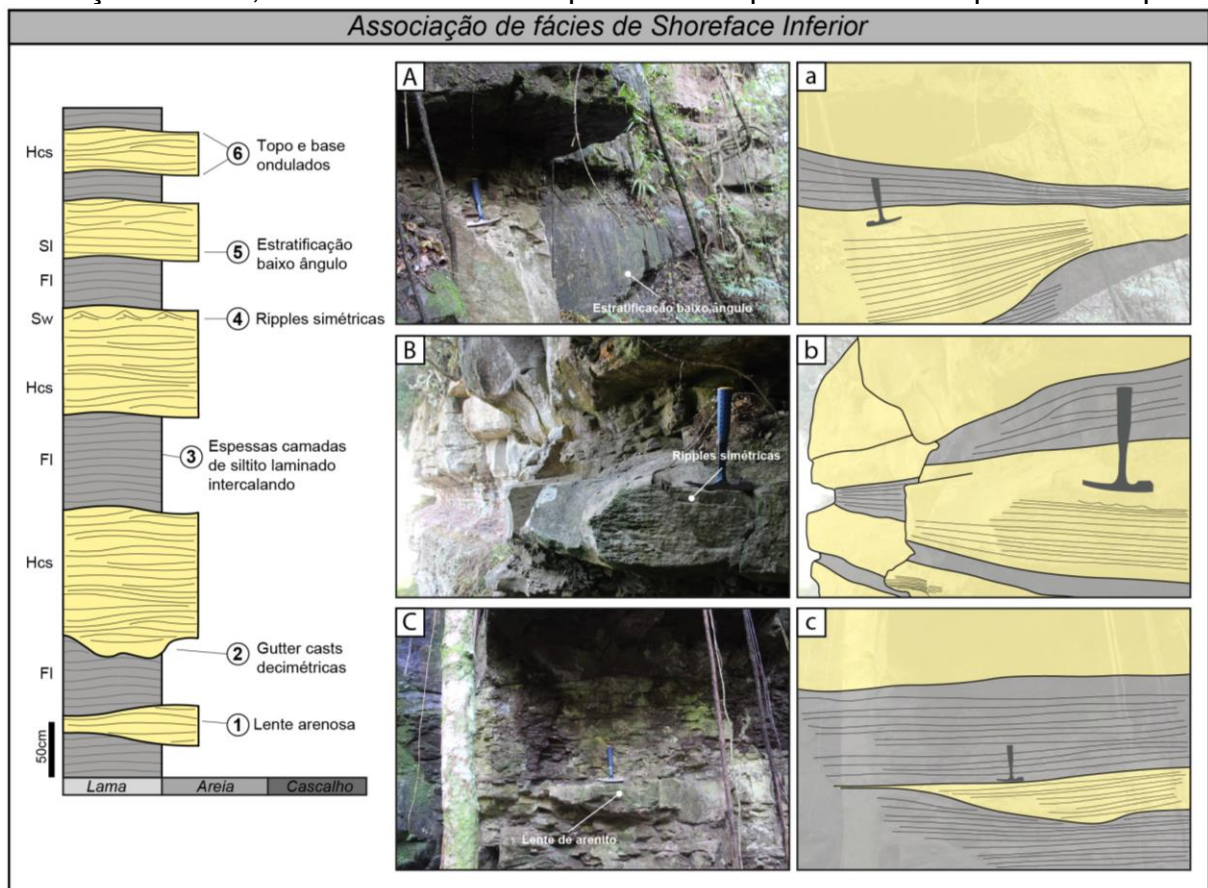 Associação de fácies de Shoreface Inferior
Hcs
6 Topo e base
ondulados
Sl
5 Estratificação
baixo ângulo
Fl
Sw
4 Ripples simétricas
Hcs
Fl
3 Espessas camadas
de siltito laminado
intercalando
Hcs
2 Gutter casts
decimétricas
Fl
1 Lente arenosa
50cm
Lama Areia Cascalho
A
Estratificação baixo ângulo
a
B
Ripples simétricas
b
C
Lente de arenito
c